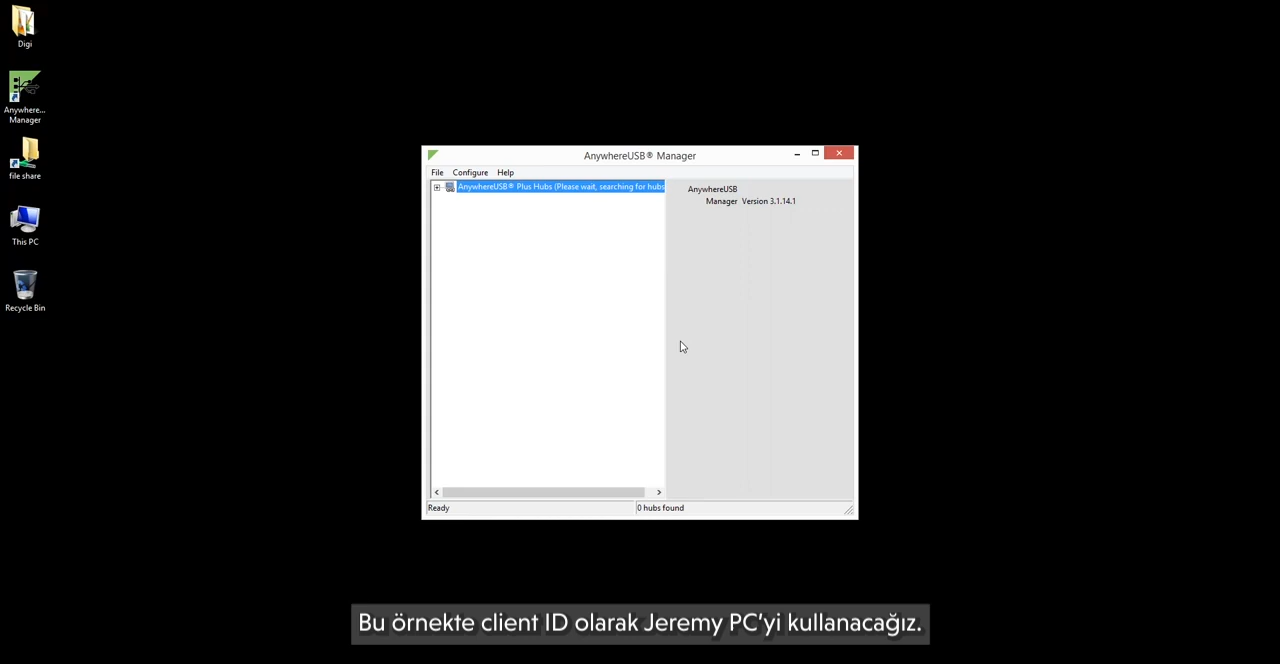 Digi
Anywhere...
Manager
file share
This PC
Recycle Bin
AnywhereUSB® Manager
File Configure Help
AnywhereUSB® Plus Hubs (Please wait, searching for hubs
AnywhereUSB
Manager Version 3.1.14.1
Ready
0 hubs found
Bu örnekte client ID olarak Jeremy PC'yi kullanacağız.